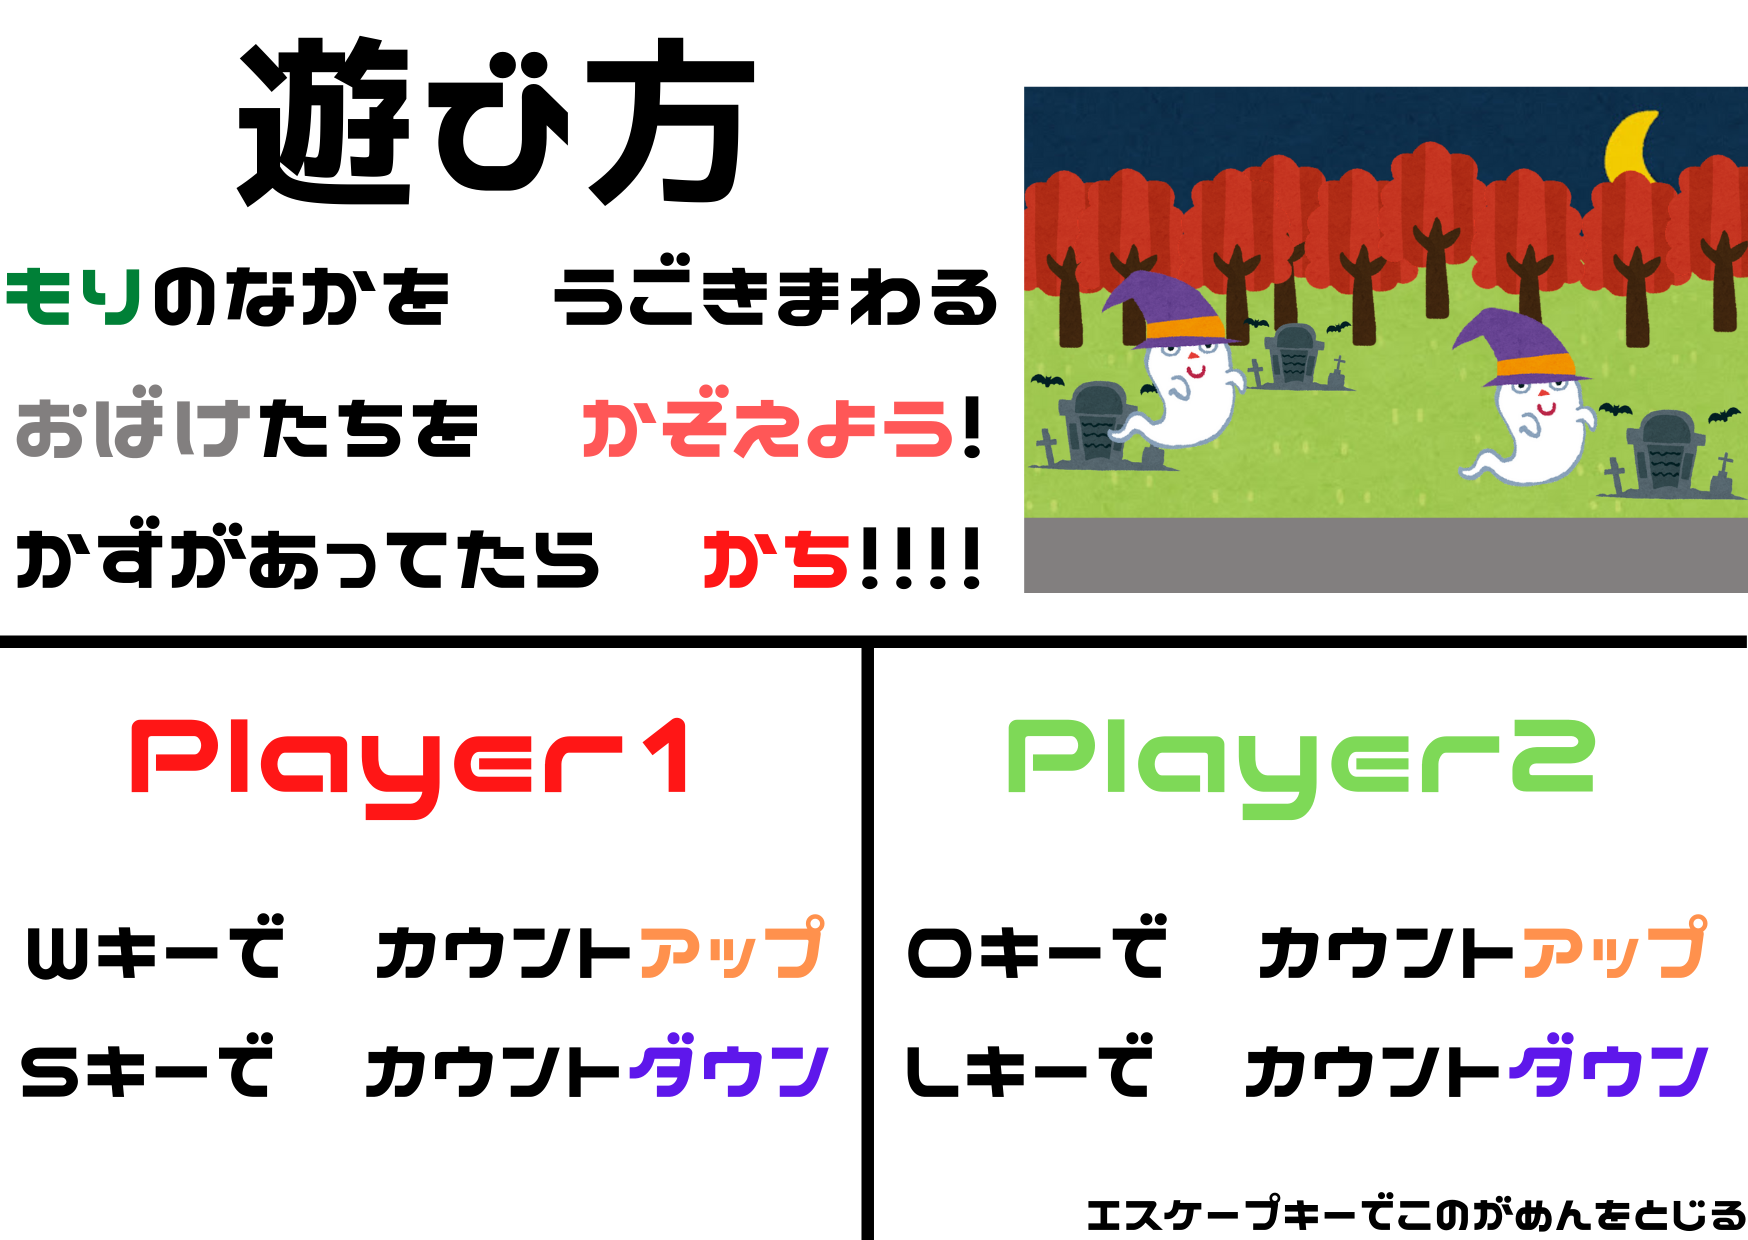 遊び方
もりのなかを うごきまわる
おばけたちを かぞえよう!
かずがあってたら かち!!!!
Player1
Wキーで カウントアップ
Sキーで カウントダウン
Player2
Oキーで カウントアップ
Lキーで カウントダウン
エスケープキーでこのがめんをとじる